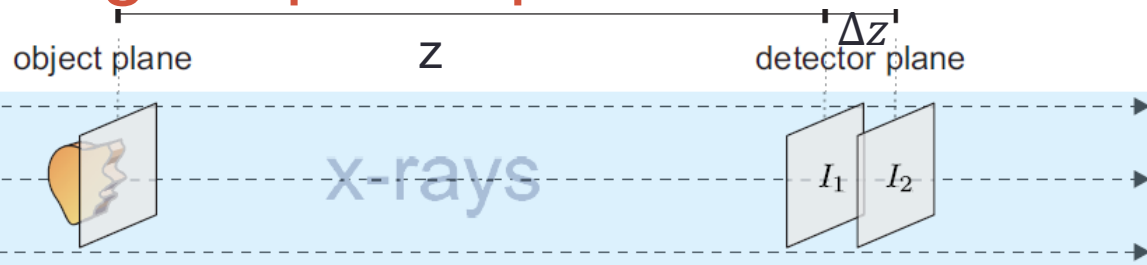 Δz
object plane
z
detector plane
x-rays
I₁
I₂